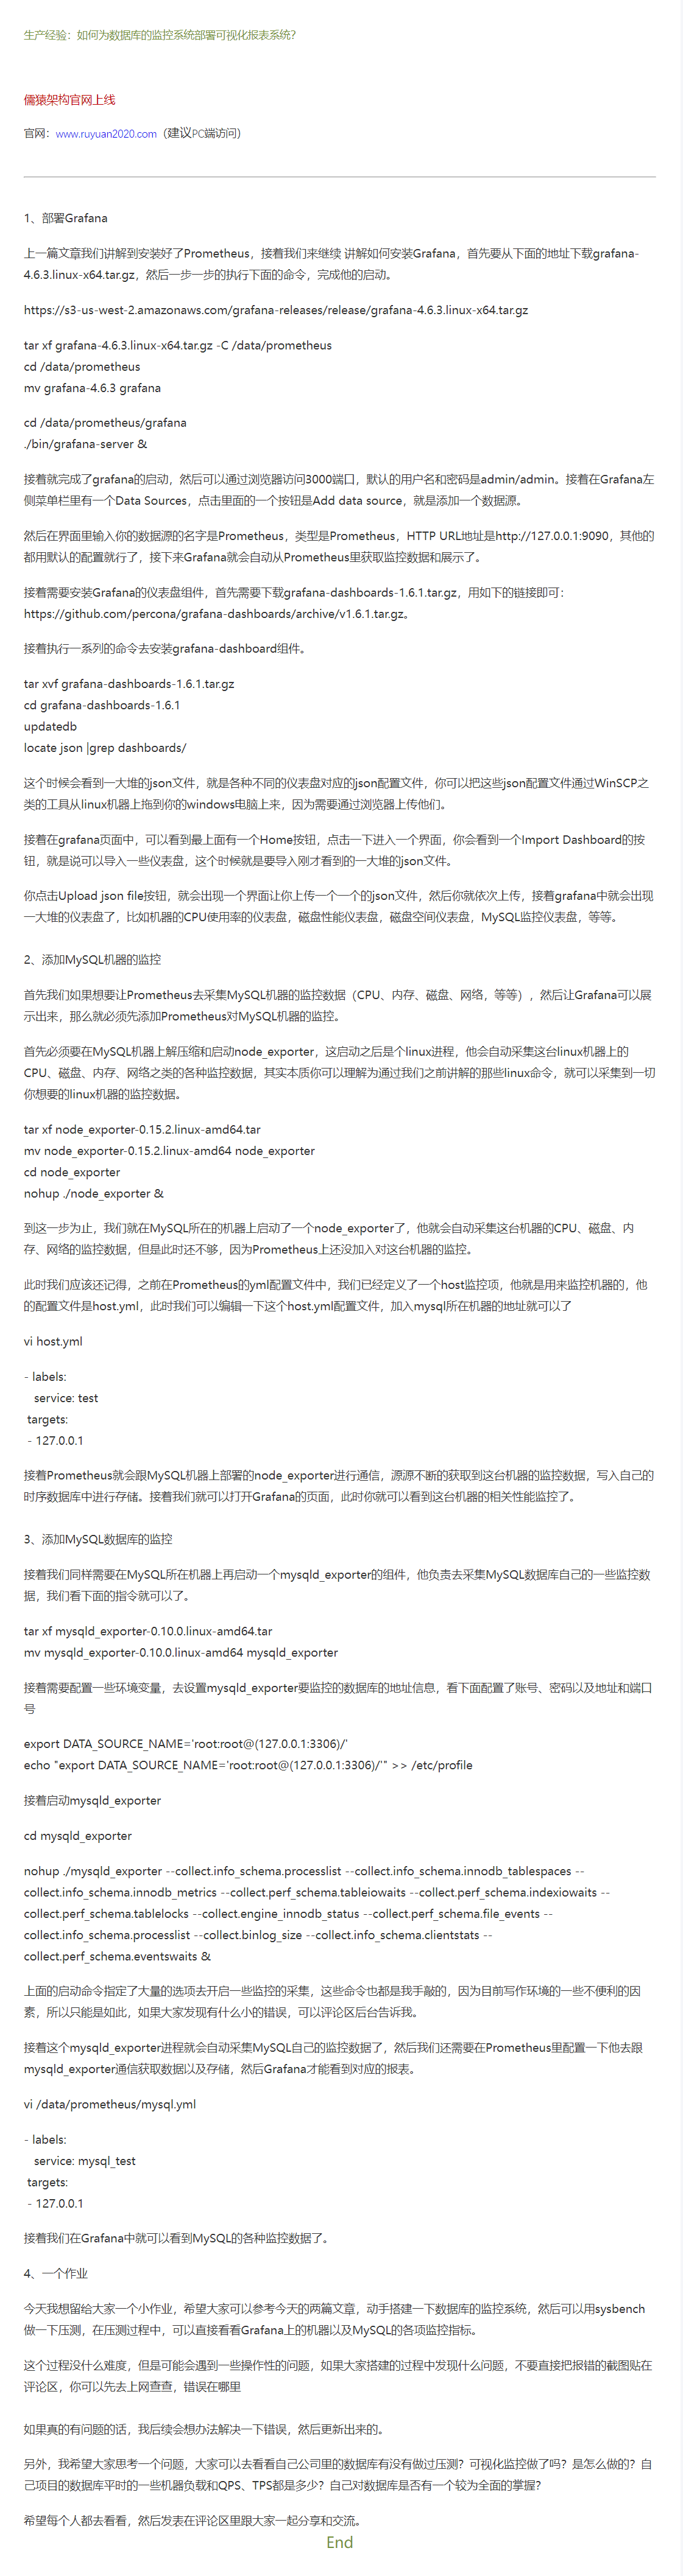 生产经验：如何为数据库的监控系统部署可视化报表系统？
儒猿架构官网上线
官网：www.ruyuan2020.com（建议PC端访问）
1、部署Grafana
上一篇文章我们讲解到安装好了Prometheus，接着我们来继续 讲解如何安装Grafana，首先要从下面的地址下载grafana-
4.6.3.linux-x64.tar.gz，然后一步一步的执行下面的命令，完成他的启动。
https://s3-us-west-2.amazonaws.com/grafana-releases/release/grafana-4.6.3.linux-x64.tar.gz
tar xf grafana-4.6.3.linux-x64.tar.gz -C /data/prometheus
cd /data/prometheus
mv grafana-4.6.3 grafana
cd /data/prometheus/grafana
./bin/grafana-server &
接着就完成了grafana的启动，然后可以通过浏览器访问3000端口，默认的用户名和密码是admin/admin。接着在Grafana左
侧菜单栏里有一个Data Sources，点击里面的一个按钮是Add data source，就是添加一个数据源。
然后在界面里输入你的数据源的名字是Prometheus，类型是Prometheus，HTTP URL地址是http://127.0.0.1:9090，其他的
都用默认的配置就行了，接下来Grafana就会自动从Prometheus里获取监控数据和展示了。
接着需要安装Grafana的仪表盘组件，首先需要下载grafana-dashboards-1.6.1.tar.gz，用如下的链接即可：
https://github.com/percona/grafana-dashboards/archive/v1.6.1.tar.gz。
接着执行一系列的命令去安装grafana-dashboard组件。
tar xvf grafana-dashboards-1.6.1.tar.gz
cd grafana-dashboards-1.6.1
updatedb
locate json |grep dashboards/
这个时候会看到一大堆的json文件，就是各种不同的仪表盘对应的json配置文件，你可以把这些json配置文件通过WinSCP之
类的工具从linux机器上拖到你的windows电脑上来，因为需要通过浏览器上传他们。
接着在grafana页面中，可以看到最上面有一个Home按钮，点击一下进入一个界面，你会看到一个Import Dashboard的按
钮，就是说可以导入一些仪表盘，这个时候就是要导入刚才看到的一大堆的json文件。
你点击Upload json file按钮，就会出现一个界面让你上传一个一个的json文件，然后你就依次上传，接着grafana中就会出现
一大堆的仪表盘了，比如机器的CPU使用率的仪表盘，磁盘性能仪表盘，磁盘空间仪表盘，MySQL监控仪表盘，等等。
2、添加MySQL机器的监控
首先我们如果想要让Prometheus去采集MySQL机器的监控数据（CPU、内存、磁盘、网络，等等），然后让Grafana可以展
示出来，那么就必须先添加Prometheus对MySQL机器的监控。
首先必须要在MySQL机器上解压缩和启动node_exporter，这启动之后是个linux进程，他会自动采集这台linux机器上的
CPU、磁盘、内存、网络之类的各种监控数据，其实本质你可以理解为通过我们之前讲解的那些linux命令，就可以采集到一切
你想要的linux机器的监控数据。
tar xf node_exporter-0.15.2.linux-amd64.tar
mv node_exporter-0.15.2.linux-amd64 node_exporter
cd node_exporter
nohup ./node_exporter &
到这一步为止，我们就在MySQL所在的机器上启动了一个node_exporter了，他就会自动采集这台机器的CPU、磁盘、内
存、网络的监控数据，但是此时还不够，因为Prometheus上还没加入对这台机器的监控。
此时我们应该还记得，之前在Prometheus的yml配置文件中，我们已经定义了一个host监控项，他就是用来监控机器的，他
的配置文件是host.yml，此时我们可以编辑一下这个host.yml配置文件，加入mysql所在机器的地址就可以了
vi host.yml
- labels:
service: test
targets:
- 127.0.0.1
接着Prometheus就会跟MySQL机器上部署的node_exporter进行通信，源源不断的获取到这台机器的监控数据，写入自己的
时序数据库中进行存储。接着我们就可以打开Grafana的页面，此时你就可以看到这台机器的相关性能监控了。
3、添加MySQL数据库的监控
接着我们同样需要在MySQL所在机器上再启动一个mysqld_exporter的组件，他负责去采集MySQL数据库自己的一些监控数
据，我们看下面的指令就可以了。
tar xf mysqld_exporter-0.10.0.linux-amd64.tar
mv mysqld_exporter-0.10.0.linux-amd64 mysqld_exporter
接着需要配置一些环境变量，去设置mysqld_exporter要监控的数据库的地址信息，看下面配置了账号、密码以及地址和端口
号
export DATA_SOURCE_NAME='root:root@(127.0.0.1:3306)/'
echo "export DATA_SOURCE_NAME='root:root@(127.0.0.1:3306)/'" >> /etc/profile
接着启动mysqld_exporter
cd mysqld_exporter
nohup ./mysqld_exporter --collect.info_schema.processlist --collect.info_schema.innodb_tablespaces --
collect.info_schema.innodb_metrics --collect.perf_schema.tableiowaits --collect.perf_schema.indexiowaits --
collect.perf_schema.tablelocks --collect.engine_innodb_status --collect.perf_schema.file_events --
collect.info_schema.processlist --collect.binlog_size --collect.info_schema.clientstats --
collect.perf_schema.eventswaits &
上面的启动命令指定了大量的选项去开启一些监控的采集，这些命令也都是我手敲的，因为目前写作环境的一些不便利的因
素，所以只能是如此，如果大家发现有什么小的错误，可以评论区后台告诉我。
接着这个mysqld_exporter进程就会自动采集MySQL自己的监控数据了，然后我们还需要在Prometheus里配置一下他去跟
mysqld_exporter通信获取数据以及存储，然后Grafana才能看到对应的报表。
vi /data/prometheus/mysql.yml
- labels:
service: mysql_test
targets:
- 127.0.0.1
接着我们在Grafana中就可以看到MySQL的各种监控数据了。
4、一个作业
今天我想留给大家一个小作业，希望大家可以参考今天的两篇文章，动手搭建一下数据库的监控系统，然后可以用sysbench
做一下压测，在压测过程中，可以直接看看Grafana上的机器以及MySQL的各项监控指标。
这个过程没什么难度，但是可能会遇到一些操作性的问题，如果大家搭建的过程中发现什么问题，不要直接把报错的截图贴在
评论区，你可以先去上网查查，错误在哪里
如果真的有问题的话，我后续会想办法解决一下错误，然后更新出来的。
另外，我希望大家思考一个问题，大家可以去看看自己公司里的数据库有没有做过压测？可视化监控做了吗？是怎么做的？自
己项目的数据库平时的一些机器负载和QPS、TPS都是多少？自己对数据库是否有一个较为全面的掌握？
希望每个人都去看看，然后发表在评论区里跟大家一起分享和交流。
End